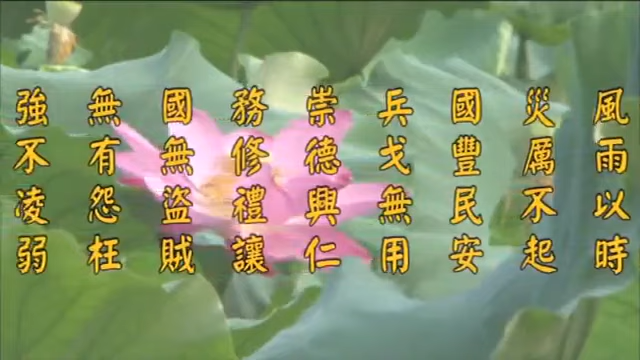 風雨以時
災厲不起
國豐民安
兵戈無用
崇德興仁
務修禮讓
國無盜賊
無有怨枉
強不凌弱